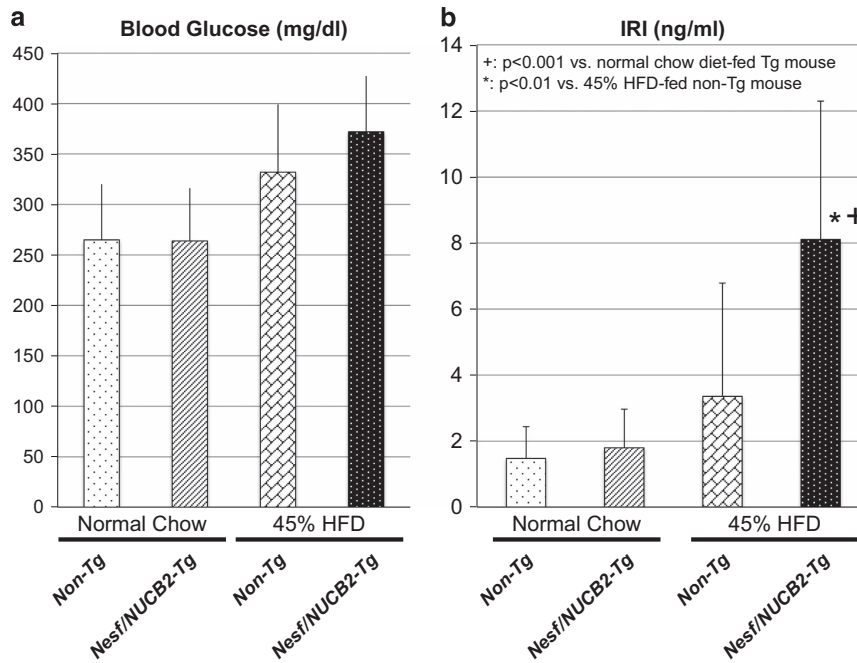 a
Blood Glucose (mg/dl)
450
400
350
300
250
200
150
100
50
0
Normal Chow
45% HFD
Non-Tg
Nesf/NUCB2-Tg
Non-Tg
Nesf/NUCB2-Tg
b
IRI (ng/ml)
+: p<0.001 vs. normal chow diet-fed Tg mouse
*: p<0.01 vs. 45% HFD-fed non-Tg mouse
14
12
10
8
6
4
2
0
* +
Normal Chow
45% HFD
Non-Tg
Nesf/NUCB2-Tg
Non-Tg
Nesf/NUCB2-Tg